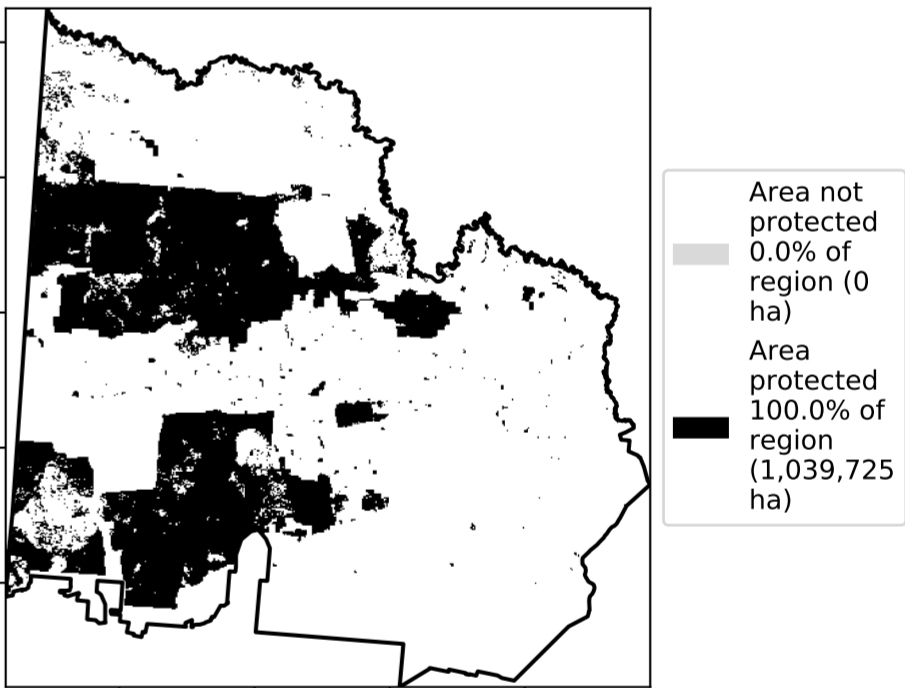 Area not
protected
0.0% of
region (0
ha)
Area
protected
100.0% of
region
(1,039,725
ha)